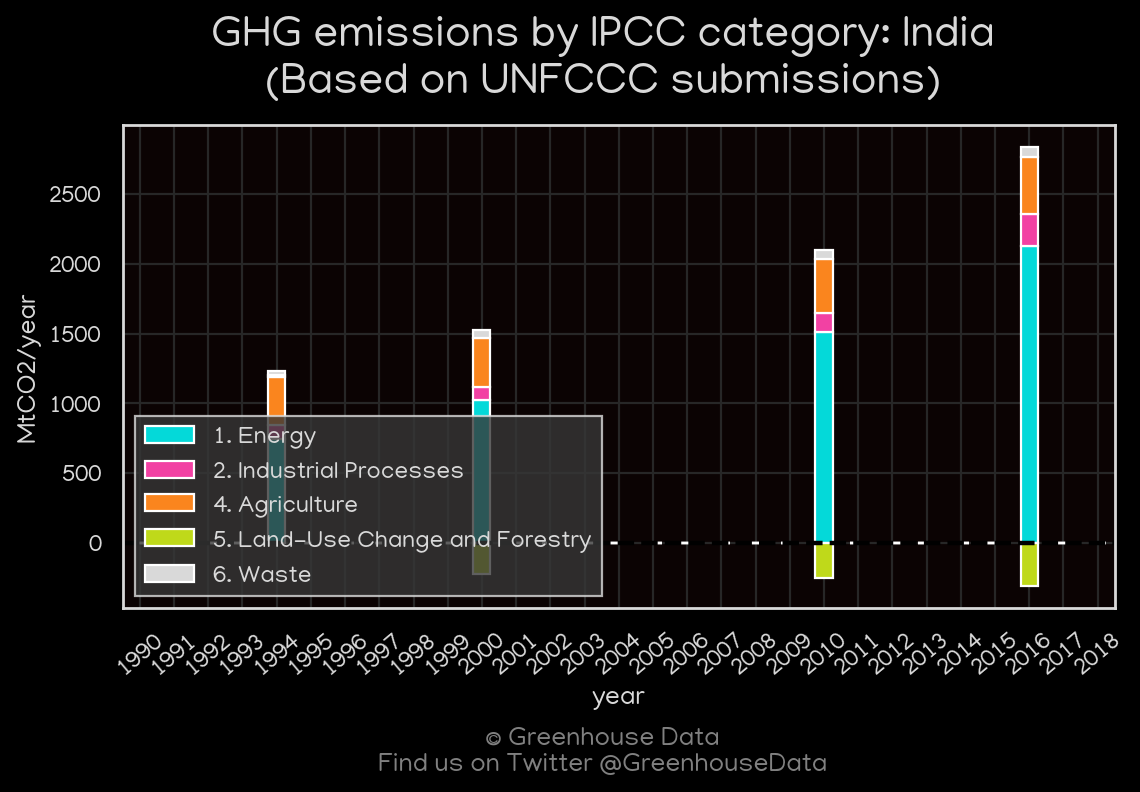 GHG emissions by IPCC category: India
(Based on UNFCCC submissions)
MtCO2/year
2500
2000
1500
1000
500
0
1. Energy
2. Industrial Processes
4. Agriculture
5. Land-Use Change and Forestry
6. Waste
1990 1991 1992 1993 1994 1995 1996 1997 1998 1999 2000 2001 2002 2003 2004 2005 2006 2007 2008 2009 2010 2011 2012 2013 2014 2015 2016 2017 2018
year
© Greenhouse Data
Find us on Twitter @GreenhouseData